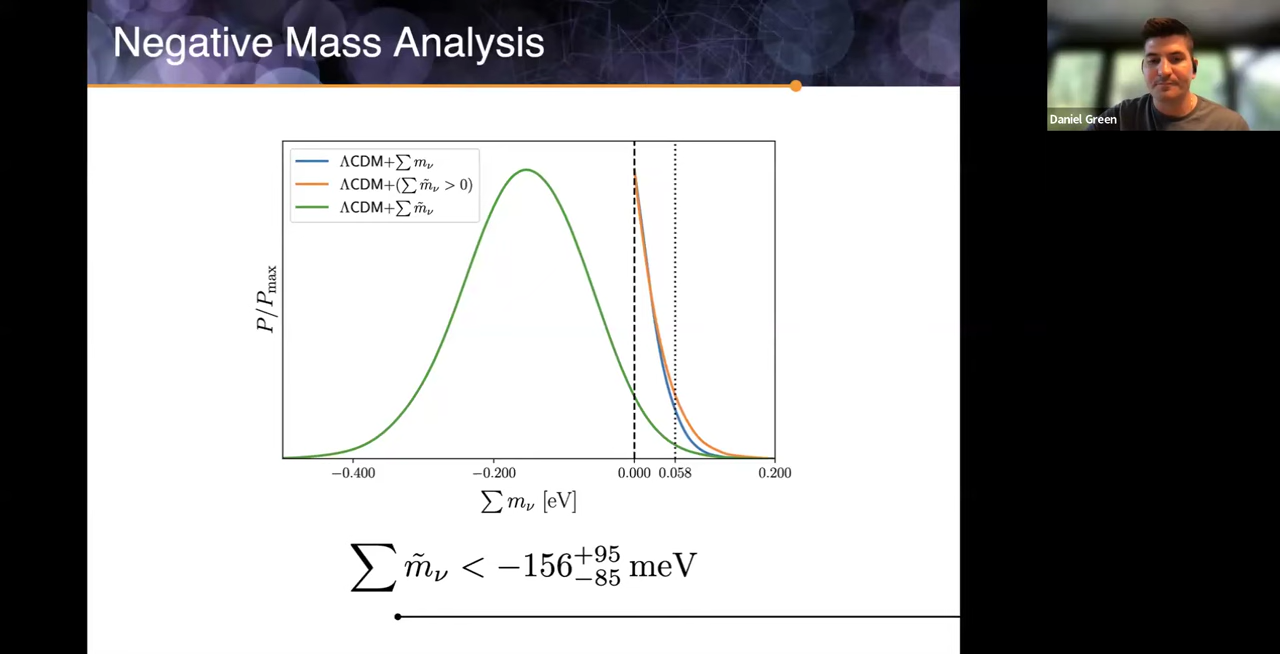 Negative Mass Analysis
Daniel Green
ΛCDM+∑ m_ν
ΛCDM+(∑ m̃_ν > 0)
ΛCDM+∑ m̃_ν
P/P_max
−0.400 −0.200 0.000 0.058 0.200
∑ m_ν [eV]
∑ m̃_ν < −156^{+95}_{−85} meV